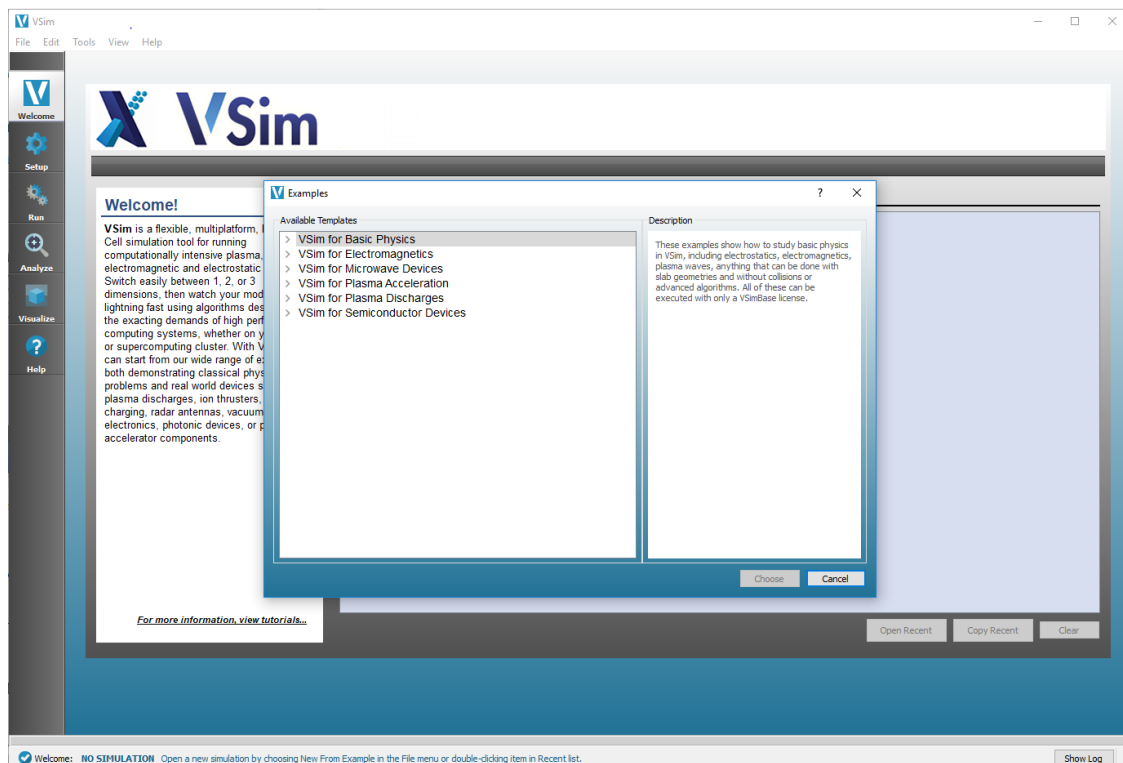 VSim
File Edit Tools View Help
Welcome
Setup
Run
Analyze
Visualize
Help
VSim
Welcome!
VSim is a flexible, multiplatform,
Cell simulation tool for running
computationally intensive plasma,
electromagnetic and electrostatic
Switch easily between 1, 2, or 3
dimensions, then watch your mod
lightning fast using algorithms des
the exacting demands of high perf
computing systems, whether on y
or supercomputing cluster. With V
can start from our wide range of ex
both demonstrating classical phys
problems and real world devices s
plasma discharges, ion thrusters,
charging, radar antennas, vacuum
electronics, photonic devices, or p
accelerator components.
For more information, view tutorials...
Examples
?
Available Templates
VSim for Basic Physics
VSim for Electromagnetics
VSim for Microwave Devices
VSim for Plasma Acceleration
VSim for Plasma Discharges
VSim for Semiconductor Devices
Description
These examples show how to study basic physics
in VSim, including electrostatics, electromagnetics,
plasma waves, anything that can be done with
slab geometries and without collisions or
advanced algorithms. All of these can be
executed with only a VSimBase license.
Choose Cancel
Open Recent Copy Recent Clear
Welcome: NO SIMULATION Open a new simulation by choosing New From Example in the File menu or double-clicking item in Recent list.
Show Log